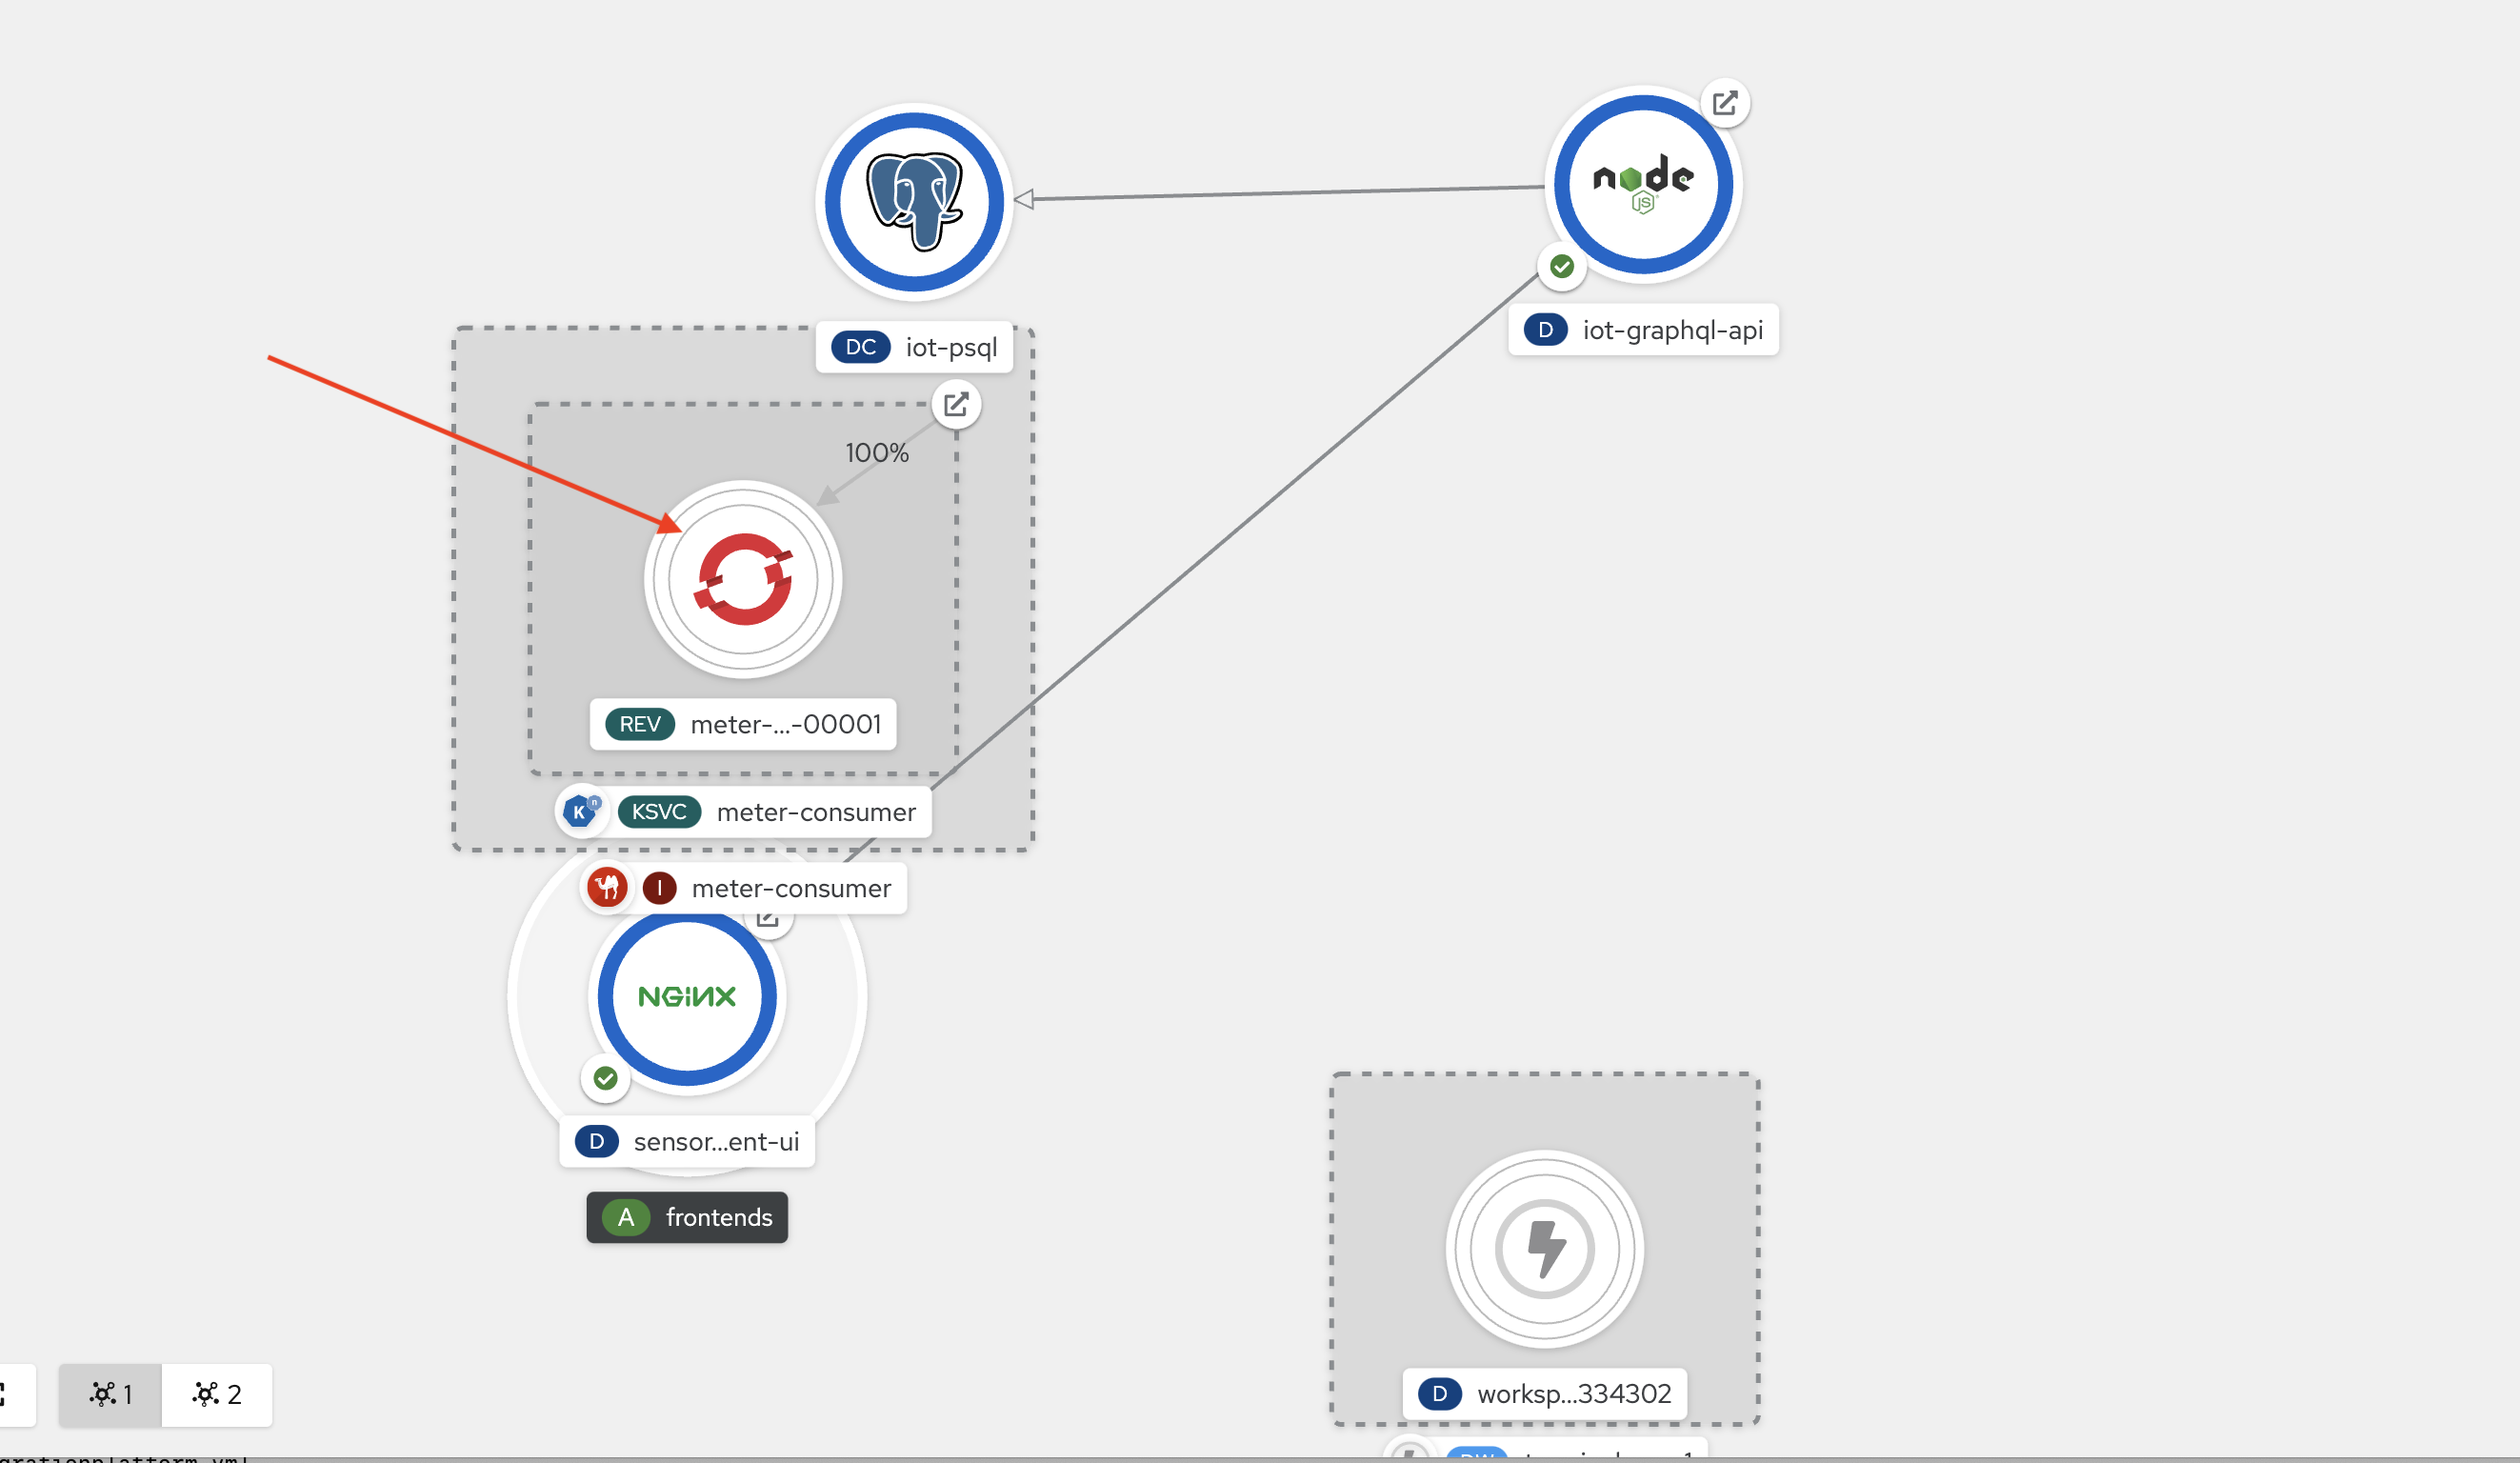 node
JS
DC iot-psql
D iot-graphql-api
100%
REV meter-...-00001
K n KSVC meter-consumer
I meter-consumer
NGINX
D sensor...ent-ui
A frontends
D worksp...334302
1 2